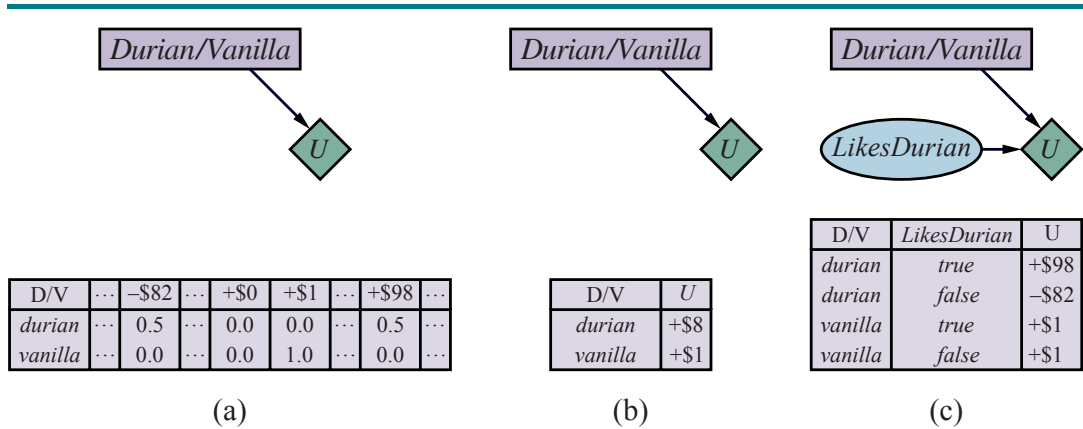 Durian/Vanilla
U
D/V ... –$82 ... +$0 +$1 ... +$98 ...
durian ... 0.5 ... 0.0 0.0 ... 0.5 ...
vanilla ... 0.0 ... 0.0 1.0 ... 0.0 ...
(a)
Durian/Vanilla
U
D/V U
durian +$8
vanilla +$1
(b)
Durian/Vanilla
LikesDurian U
D/V LikesDurian U
durian true +$98
durian false –$82
vanilla true +$1
vanilla false +$1
(c)